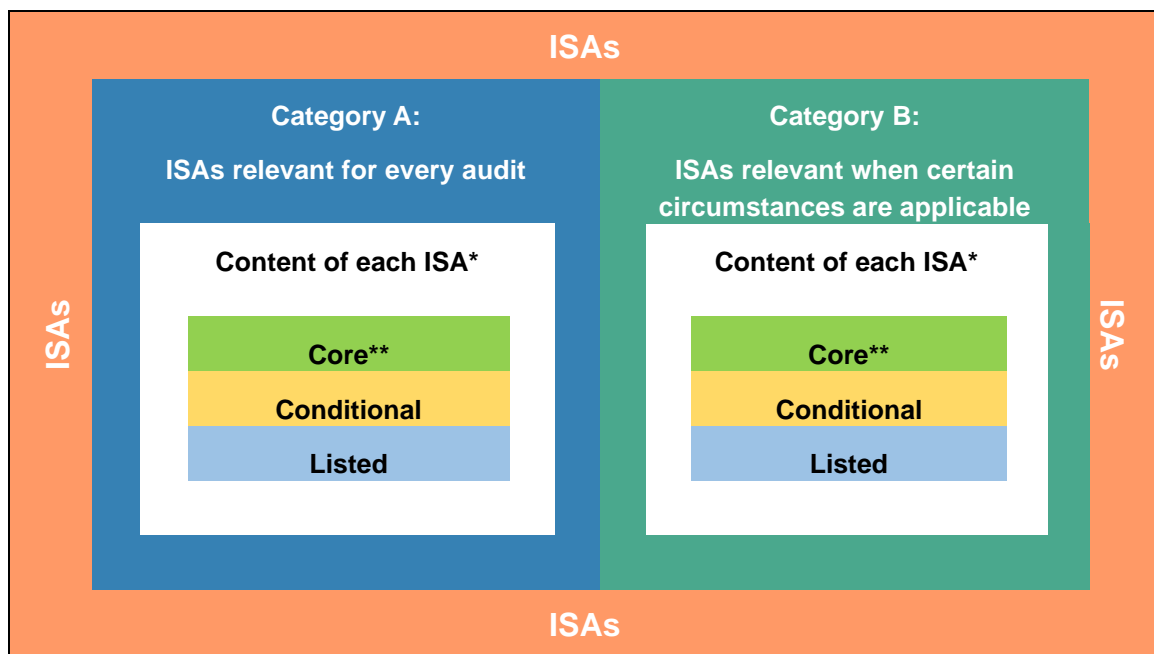 ISAs
Category A:
ISAs relevant for every audit
Content of each ISA*
Core**
Conditional
Listed
Category B:
ISAs relevant when certain
circumstances are applicable
Content of each ISA*
Core**
Conditional
Listed
ISAs
ISAs
ISAs